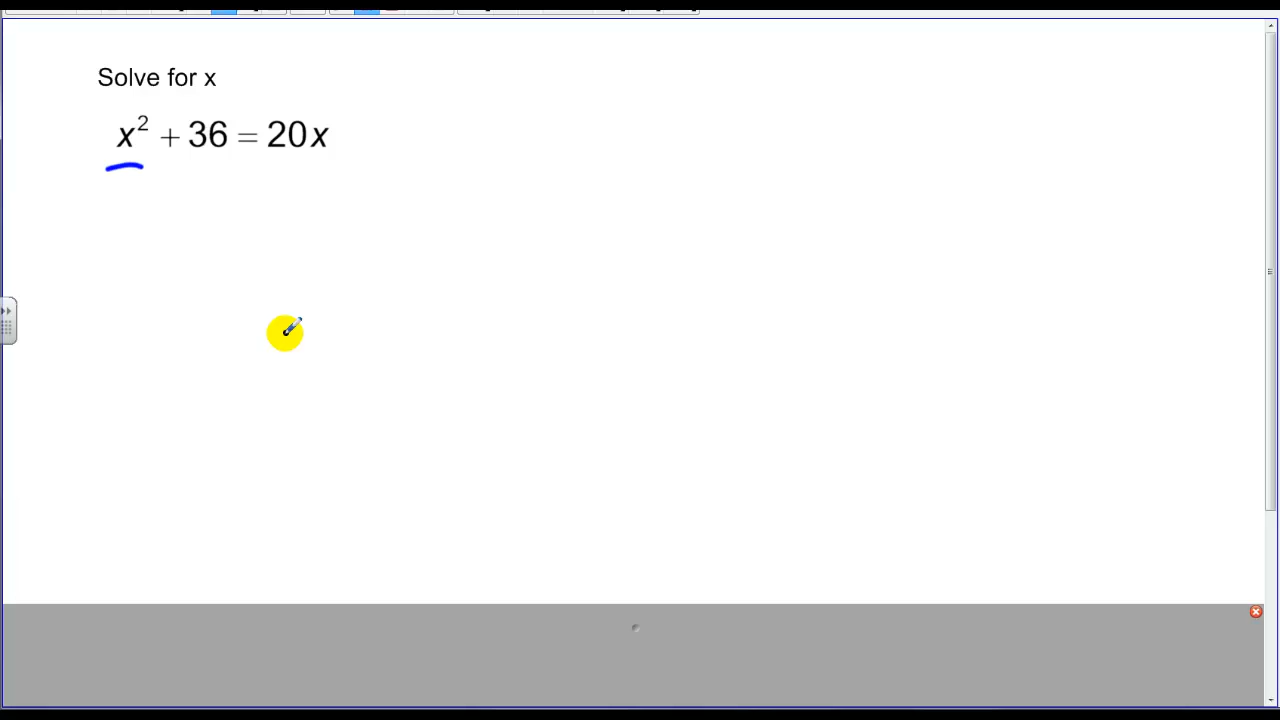 Solve for x
x² + 36 = 20x